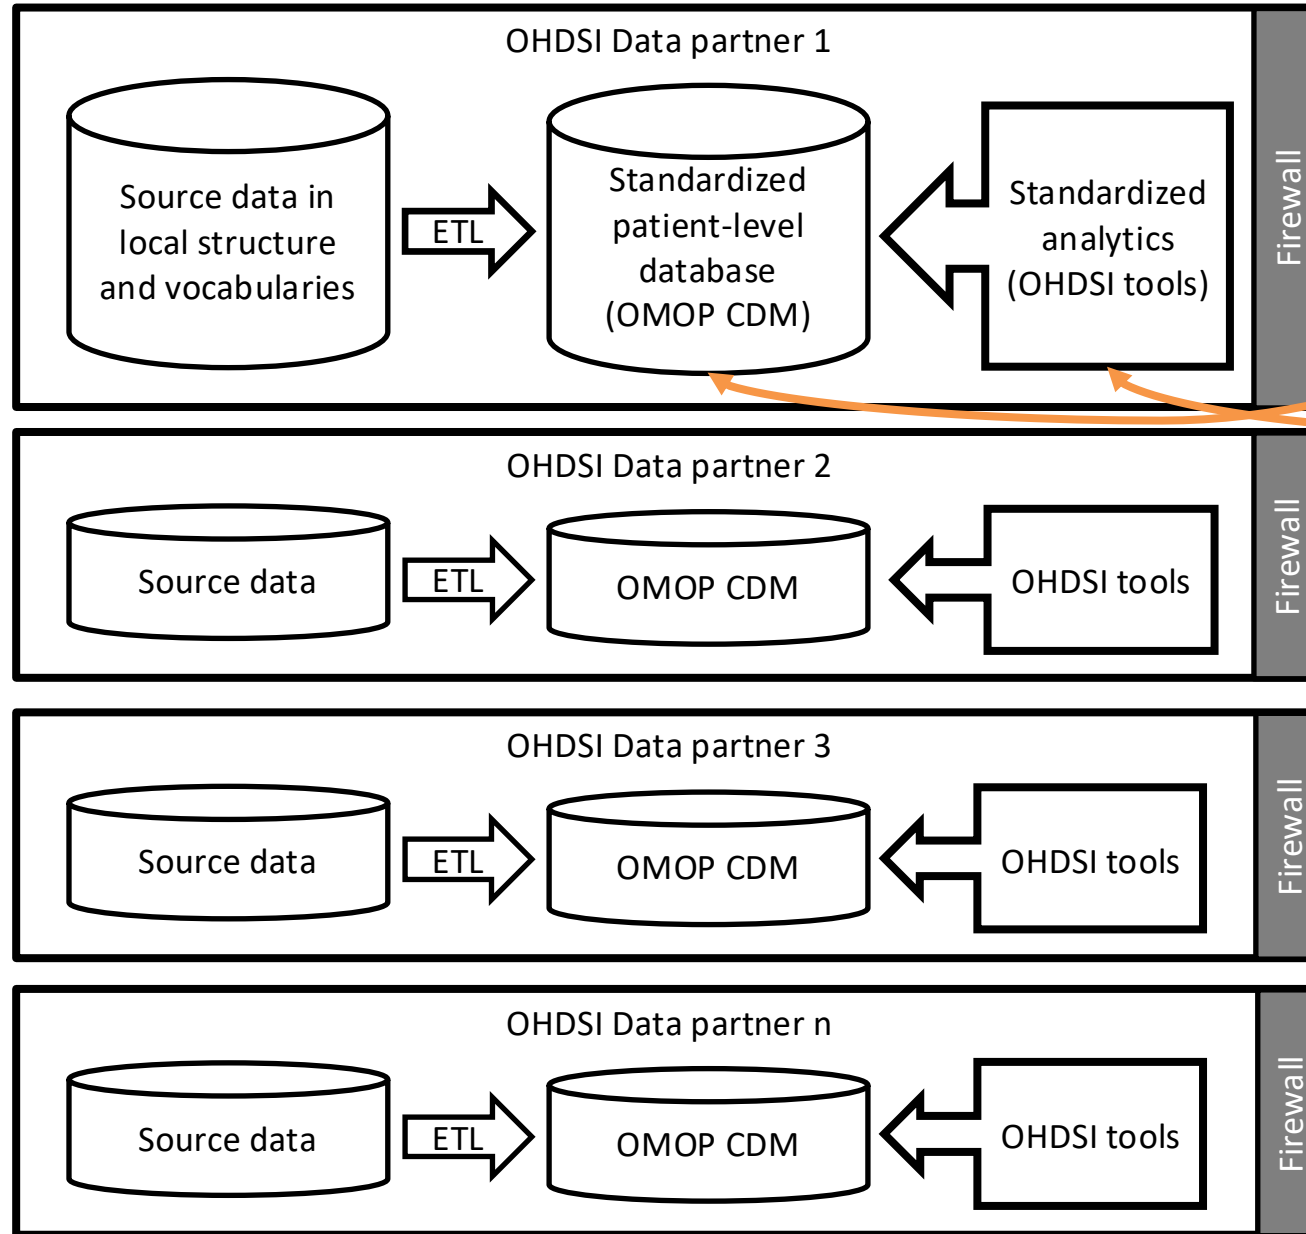 OHDSI Data partner 1
Source data in
local structure
and vocabularies
ETL
Standardized
patient-level
database
(OMOP CDM)
Standardized
analytics
(OHDSI tools)
Firewall
OHDSI Data partner 2
Source data
ETL
OMOP CDM
OHDSI tools
Firewall
OHDSI Data partner 3
Source data
ETL
OMOP CDM
OHDSI tools
Firewall
OHDSI Data partner n
Source data
ETL
OMOP CDM
OHDSI tools
Firewall